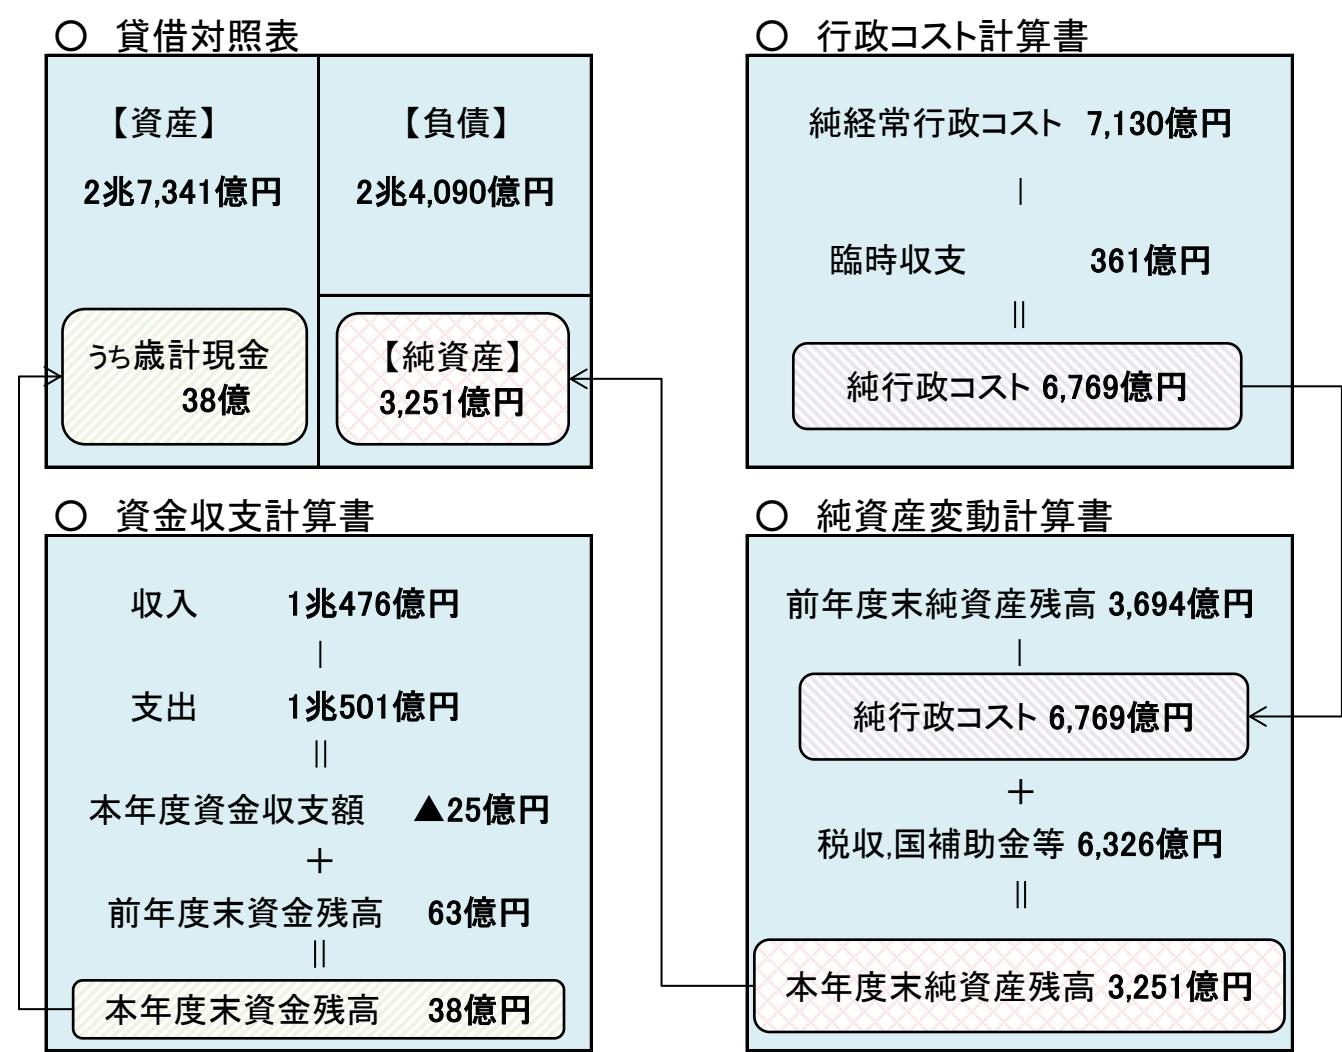 ○ 貸借対照表
【資産】
2兆7,341億円
【負債】
2兆4,090億円
うち歳計現金
38億
【純資産】
3,251億円
○ 行政コスト計算書
純経常行政コスト 7,130億円
－
臨時収支 361億円
＝
純行政コスト 6,769億円
○ 資金収支計算書
収入 1兆476億円
－
支出 1兆501億円
＝
本年度資金収支額 ▲25億円
＋
前年度末資金残高 63億円
＝
本年度末資金残高 38億円
○ 純資産変動計算書
前年度末純資産残高 3,694億円
－
純行政コスト 6,769億円
＋
税収,国補助金等 6,326億円
＝
本年度末純資産残高 3,251億円